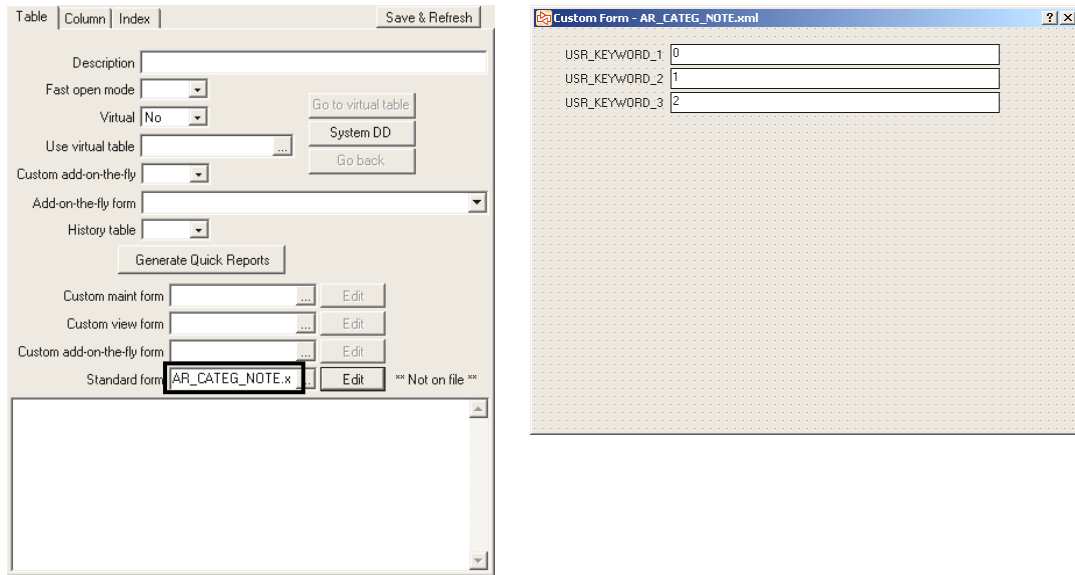 Table Column Index Save & Refresh
Description
Fast open mode
Go to virtual table
Virtual No
System DD
Use virtual table ...
Go back
Custom add-on-the-fly
Add-on-the-fly form
History table
Generate Quick Reports
Custom maint form ... Edit
Custom view form ... Edit
Custom add-on-the-fly form ... Edit
Standard form AR_CATEG_NOTE.x ... Edit ** Not on file **
Custom Form - AR_CATEG_NOTE.xml
USR_KEYWORD_1 0
USR_KEYWORD_2 1
USR_KEYWORD_3 2